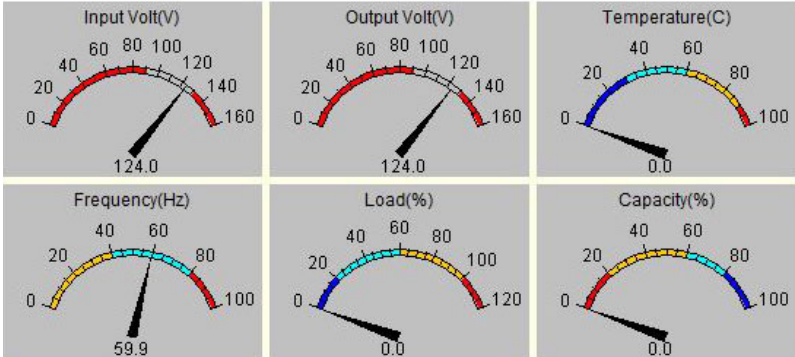 Input Volt(V)
0 20 40 60 80 100 120 140 160
124.0
Output Volt(V)
0 20 40 60 80 100 120 140 160
124.0
Temperature(C)
0 20 40 60 80 100
0.0
Frequency(Hz)
0 20 40 60 80 100
59.9
Load(%)
0 20 40 60 80 100 120
0.0
Capacity(%)
0 20 40 60 80 100
0.0